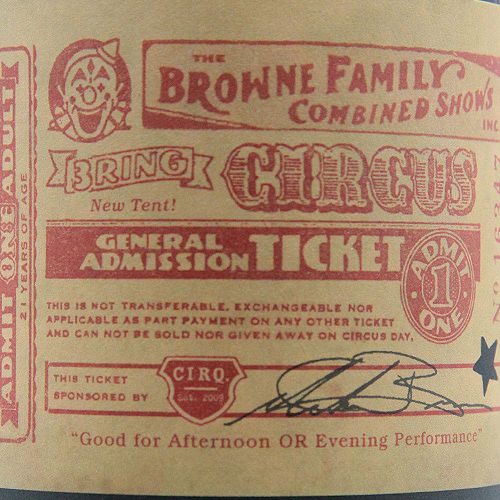 THE
BROWNE FAMILY
COMBINED SHOWS
INC
3 RING
CIRCUS
New Tent!
GENERAL
ADMISSION
TICKET
ADMIT
1
ONE
THIS IS NOT TRANSFERABLE, EXCHANGEABLE NOR
APPLICABLE AS PART PAYMENT ON ANY OTHER TICKET
AND CAN NOT BE SOLD NOR GIVEN AWAY ON CIRCUS DAY.
THIS TICKET
SPONSORED BY
CIRQ.
EST. 2009
"Good for Afternoon OR Evening Performance"
ADMIT ONE ADULT
21 YEARS OF AGE